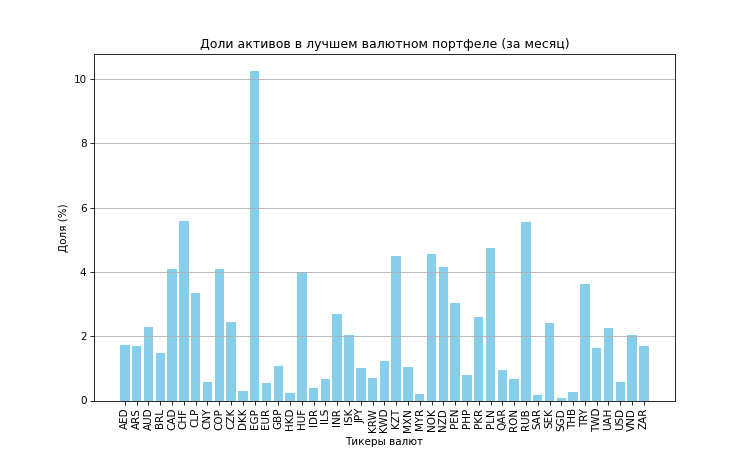 Доли активов в лучшем валютном портфеле (за месяц)
Доля (%)
10
8
6
4
2
0
AED ARS AUD BRL CAD CHF CLP CNY COP CZK DKK EGP EUR GBP HKD HUF IDR ILS INR ISK JPY KRW KWD KZT MXN MYR NOK NZD PEN PHP PKR PLN QAR RON RUB SAR SEK SGD THB TRY TWD UAH USD VND ZAR
Тикеры валют